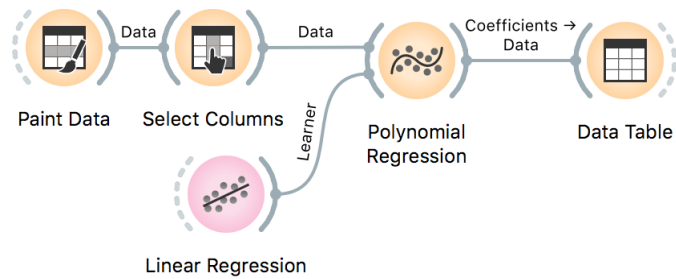 Data
Data
Coefficients →
Data
Paint Data
Select Columns
Learner
Polynomial
Regression
Data Table
Linear Regression